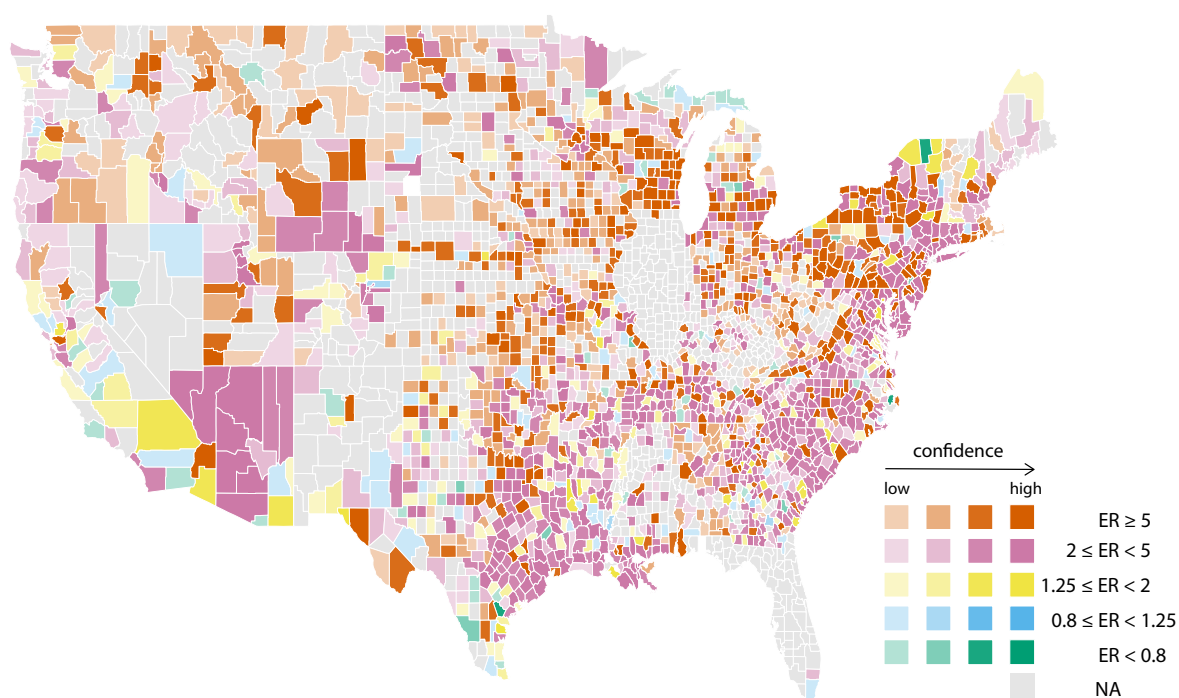 confidence
low high
ER ≥ 5
2 ≤ ER < 5
1.25 ≤ ER < 2
0.8 ≤ ER < 1.25
ER < 0.8
NA